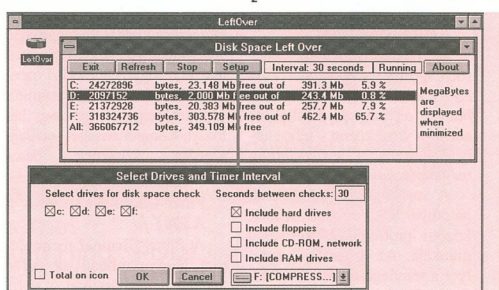 LeftOver
LeftOver
Disk Space Left Over
Exit Refresh Stop Setup Interval: 30 seconds Running About
C: 24272896 bytes, 23.148 Mb free out of 391.3 Mb 5.9 %
D: 2097152 bytes, 2.000 Mb free out of 243.4 Mb 0.8 %
E: 21372928 bytes, 20.383 Mb free out of 257.7 Mb 7.9 %
F: 318324736 bytes, 303.578 Mb free out of 462.4 Mb 65.7 %
All: 366067712 bytes, 349.109 Mb free
MegaBytes
are
displayed
when
minimized
Select Drives and Timer Interval
Select drives for disk space check Seconds between checks: 30
c: d: e: f:
Include hard drives
Include floppies
Include CD-ROM, network
Include RAM drives
Total on icon OK Cancel F: [COMPRESS...]